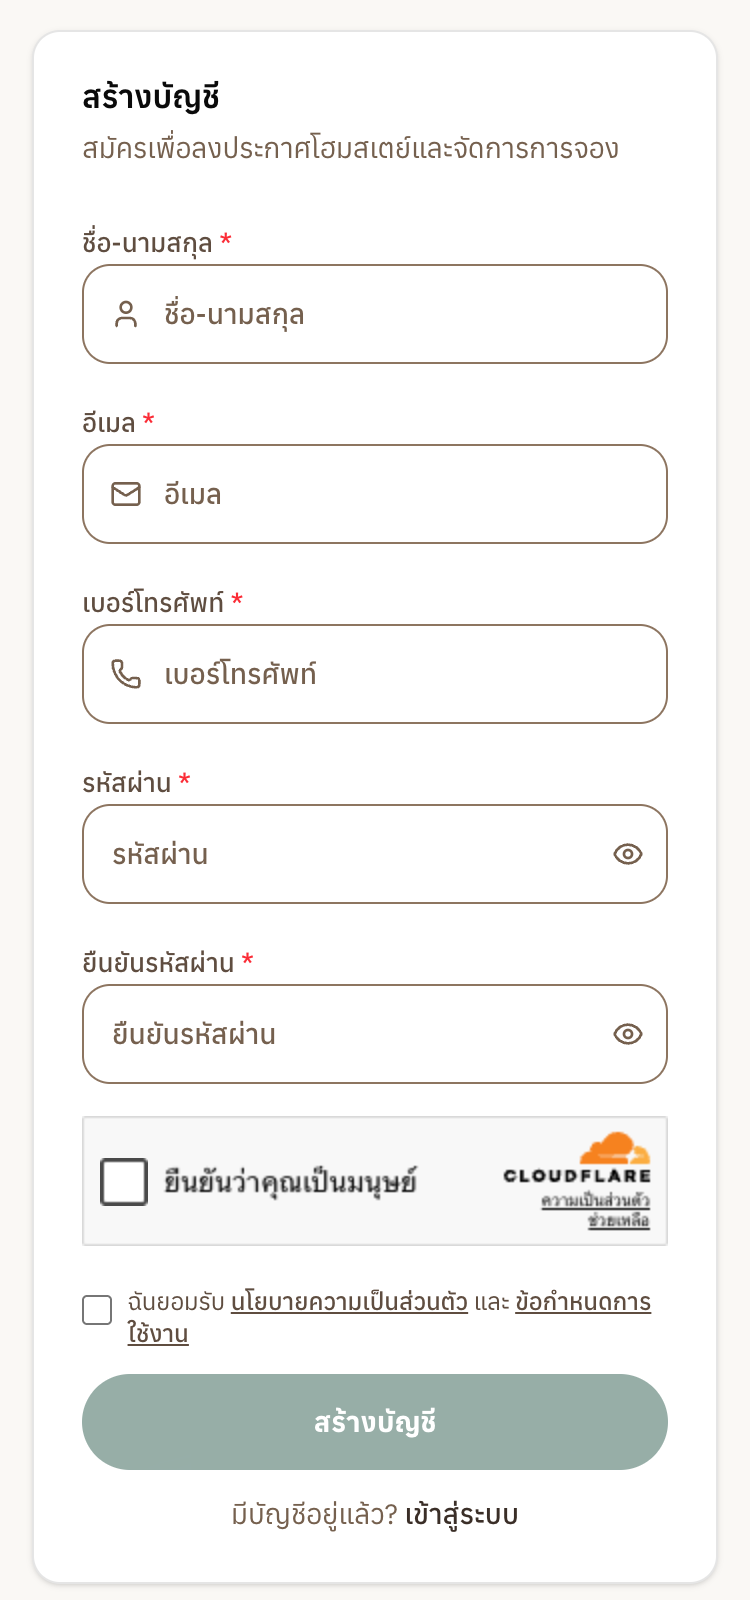 สร้างบัญชี
สมัครเพื่อลงประกาศโฮมสเตย์และจัดการการจอง
ชื่อ-นามสกุล *
ชื่อ-นามสกุล
อีเมล *
อีเมล
เบอร์โทรศัพท์ *
เบอร์โทรศัพท์
รหัสผ่าน *
รหัสผ่าน
ยืนยันรหัสผ่าน *
ยืนยันรหัสผ่าน
ยืนยันว่าคุณเป็นมนุษย์
CLOUDFLARE
ความเป็นส่วนตัว
ช่วยเหลือ
ฉันยอมรับ นโยบายความเป็นส่วนตัว และ ข้อกำหนดการ
ใช้งาน
สร้างบัญชี
มีบัญชีอยู่แล้ว? เข้าสู่ระบบ